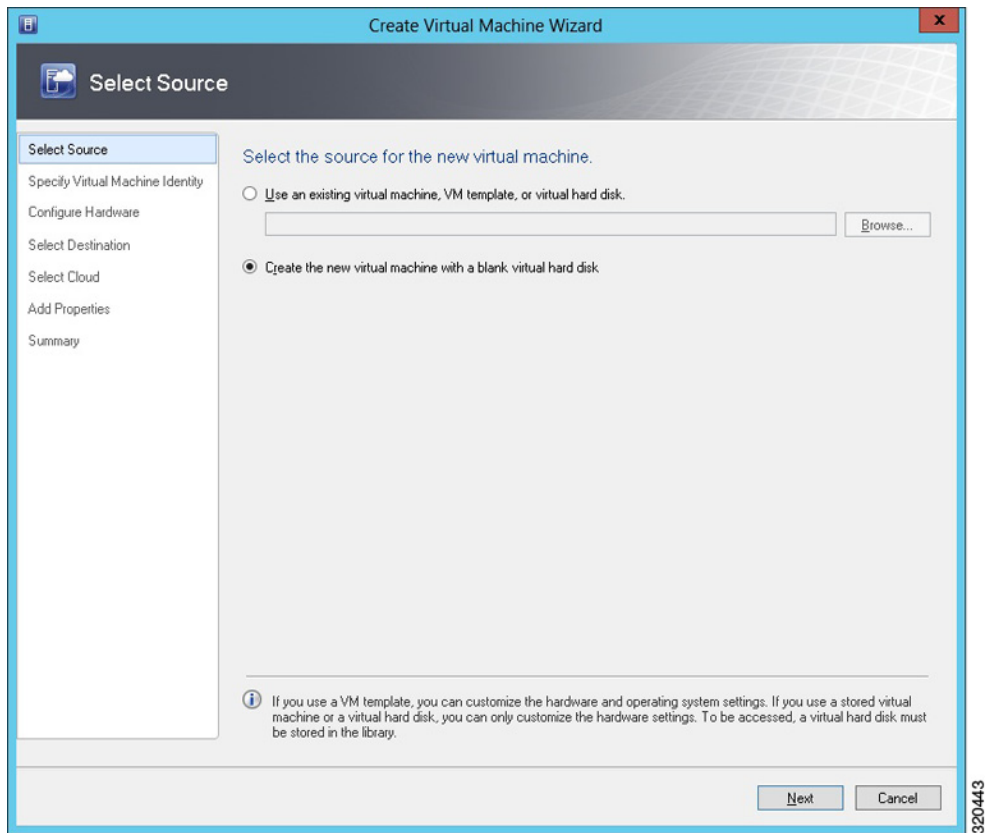 Create Virtual Machine Wizard
x
Select Source
Select Source
Specify Virtual Machine Identity
Configure Hardware
Select Destination
Select Cloud
Add Properties
Summary
Select the source for the new virtual machine.
Use an existing virtual machine, VM template, or virtual hard disk.
Browse...
Create the new virtual machine with a blank virtual hard disk
If you use a VM template, you can customize the hardware and operating system settings. If you use a stored virtual
machine or a virtual hard disk, you can only customize the hardware settings. To be accessed, a virtual hard disk must
be stored in the library.
Next
Cancel
320443